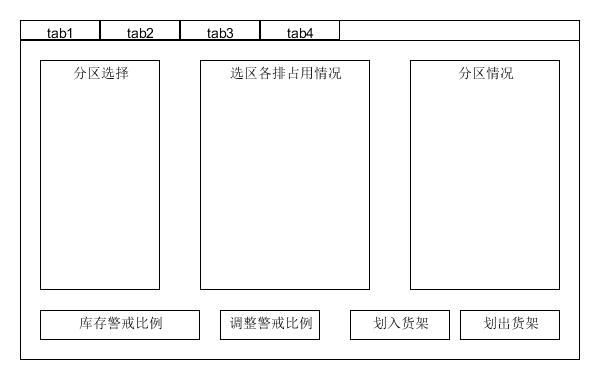 tab1 tab2 tab3 tab4
分区选择 选区各排占用情况 分区情况
库存警戒比例 调整警戒比例 划入货架 划出货架